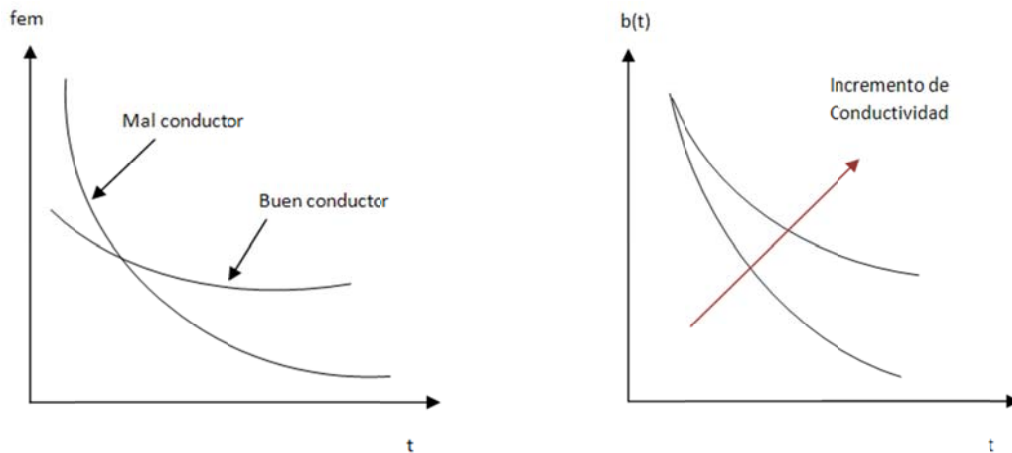 fem
Mal conductor
Buen conductor
t
b(t)
Incremento de
Conductividad
t